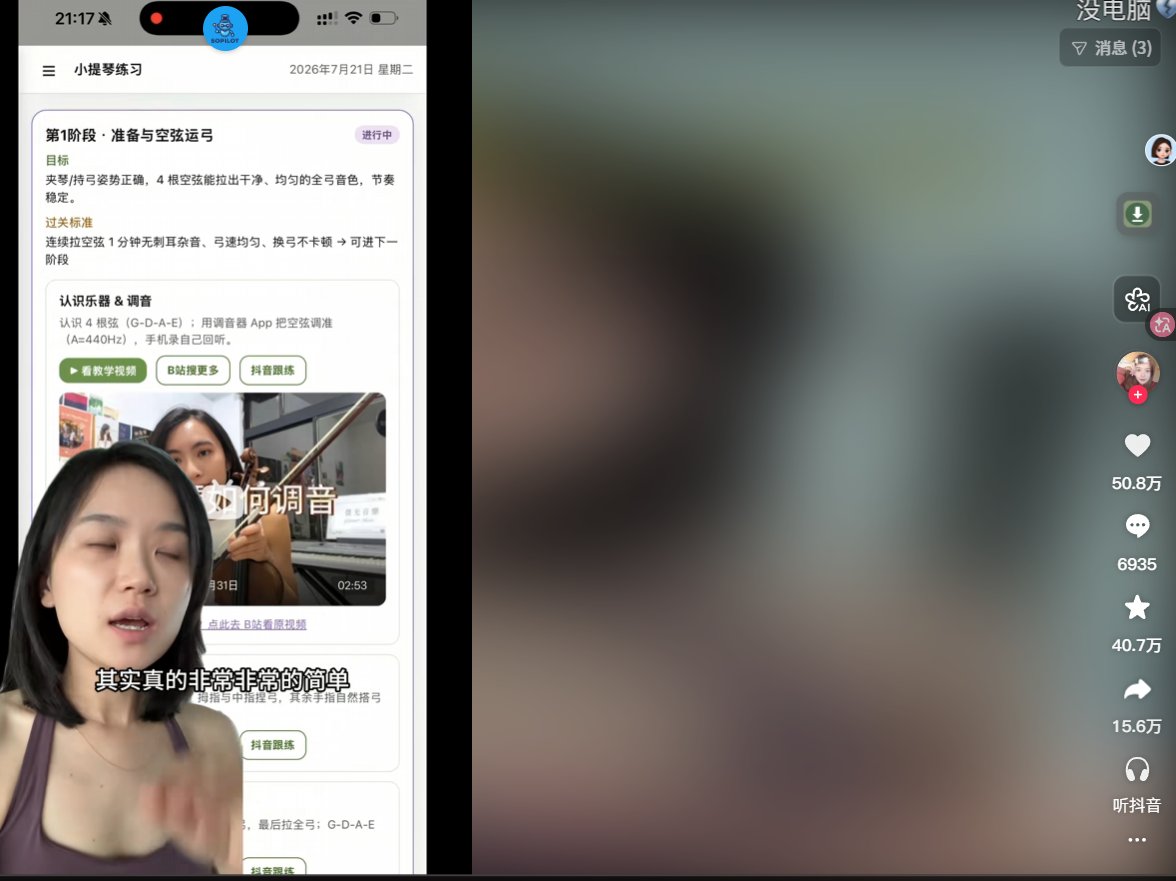 21:17
SOPILOT
小提琴练习
2026年7月21日 星期二
第1阶段 · 准备与空弦运弓
进行中
目标
夹琴/持弓姿势正确，4 根空弦能拉出干净、均匀的全弓音色，节奏
稳定。
过关标准
连续拉空弦 1 分钟无刺耳杂音、弓速均匀、换弓不卡顿 → 可进下一
阶段
认识乐器 & 调音
认识 4 根弦（G-D-A-E）；用调音器 App 把空弦调准
（A=440Hz），手机录自己回听。
▶ 看教学视频
B站搜更多
抖音跟练
如何调音
月31日
02:53
点此去 B站看原视频
其实真的非常非常的简单
拇指与中指捏弓，其余手指自然搭弓
抖音跟练
，最后拉全弓；G-D-A-E
抖音跟练
没电脑
消息 (3)
AI
50.8万
6935
40.7万
15.6万
听抖音